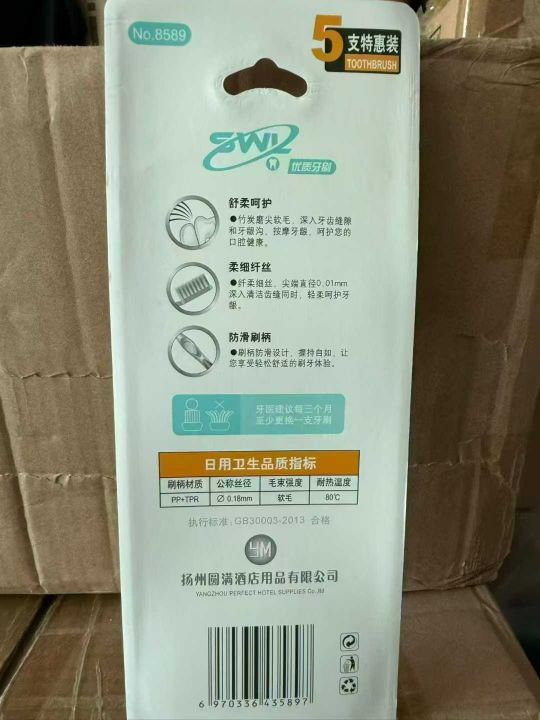 No.8589
5支特惠装
TOOTHBRUSH
SWL
优质牙刷
舒柔呵护
●竹炭磨尖软毛，深入牙齿缝隙
和牙龈沟，按摩牙龈，呵护您的
口腔健康。
柔细纤丝
●纤柔细丝，尖端直径0.01mm
深入清洁齿缝同时，轻柔呵护牙
龈。
防滑刷柄
●刷柄防滑设计，握持自如，让
您享受轻松舒适的刷牙体验。
牙医建议每三个月
至少更换一支牙刷
日用卫生品质指标
刷柄材质 公称丝径 毛束强度 耐热温度
PP+TPR ∅ 0.18mm 软毛 80℃
执行标准：GB30003-2013 合格
YM
扬州圆满酒店用品有限公司
YANGZHOU PERFECT HOTEL SUPPLIES Co.,ltd
6 970336 435897